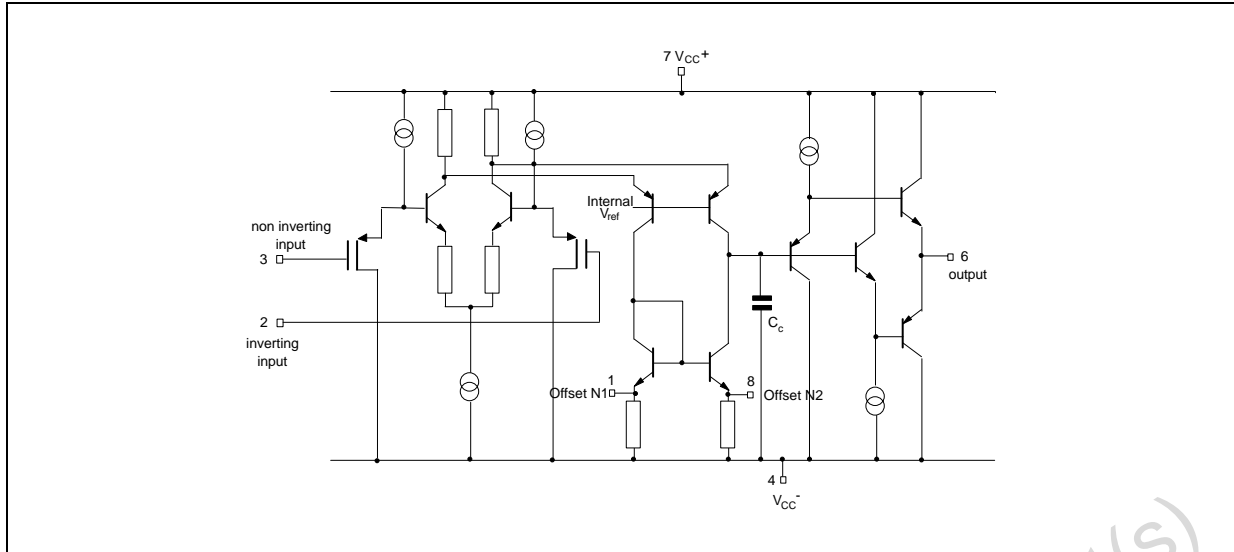 7 VCC+
Internal
Vref
non inverting
input
3
6
output
2
inverting
input
Cc
1
Offset N1
8
Offset N2
4
VCC-
(s)